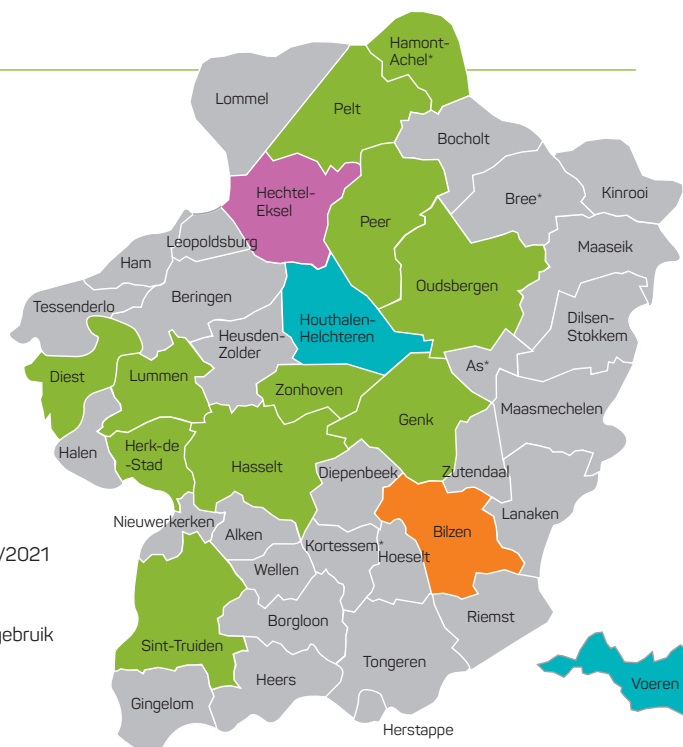 Hamont-
Achel*
Lommel
Pelt
Bocholt
Hechtel-
Eksel
Bree*
Kinrooi
Peer
Leopoldsburg
Maaseik
Ham
Oudsbergen
Beringen
Tessenderlo
Houthalen-
Helchteren
Dilsen-
Stokkem
Heusden-
Zolder
As*
Diest
Lummen
Zonhoven
Maasmechelen
Genk
Halen
Herk-de
-Stad
Hasselt
Diepenbeek
Zutendaal
Lanaken
Nieuwerkerken
Alken
Bilzen
Kortessem*
Hoeselt
/2021
Wellen
Borgloon
Riemst
gebruik
Sint-Truiden
Tongeren
Heers
Voeren
Gingelom
Herstappe